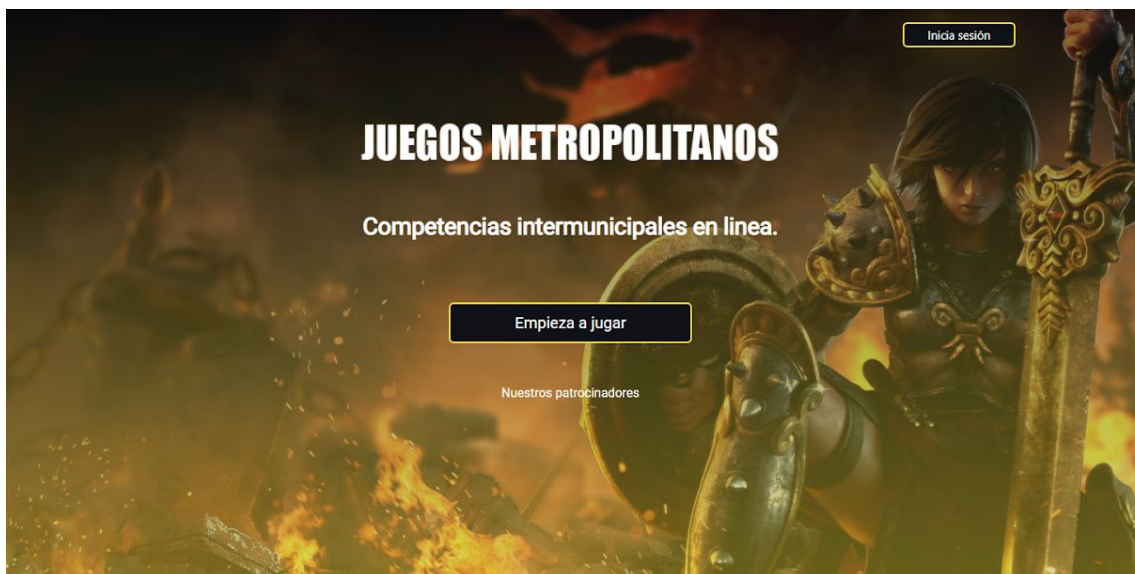 Inicia sesión
JUEGOS METROPOLITANOS
Competencias intermunicipales en linea.
Empieza a jugar
Nuestros patrocinadores